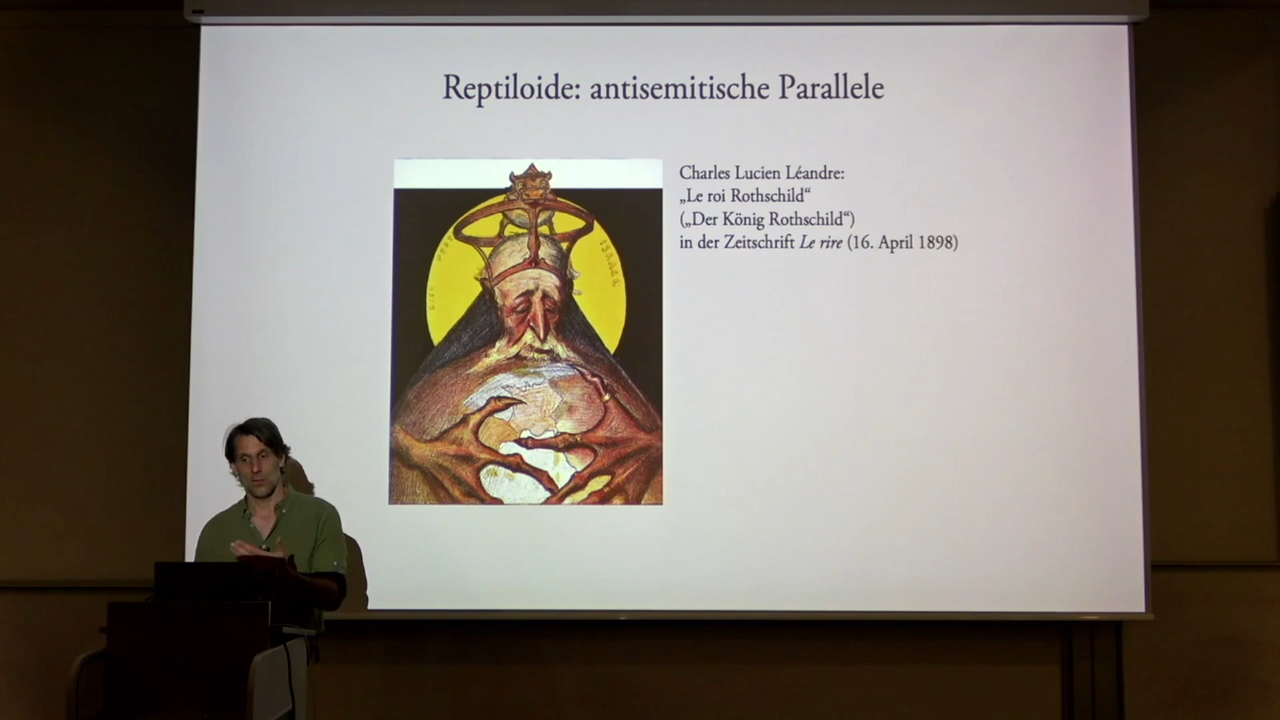 Reptiloide: antisemitische Parallele
Charles Lucien Léandre:
„Le roi Rothschild“
(„Der König Rothschild“)
in der Zeitschrift Le rire (16. April 1898)